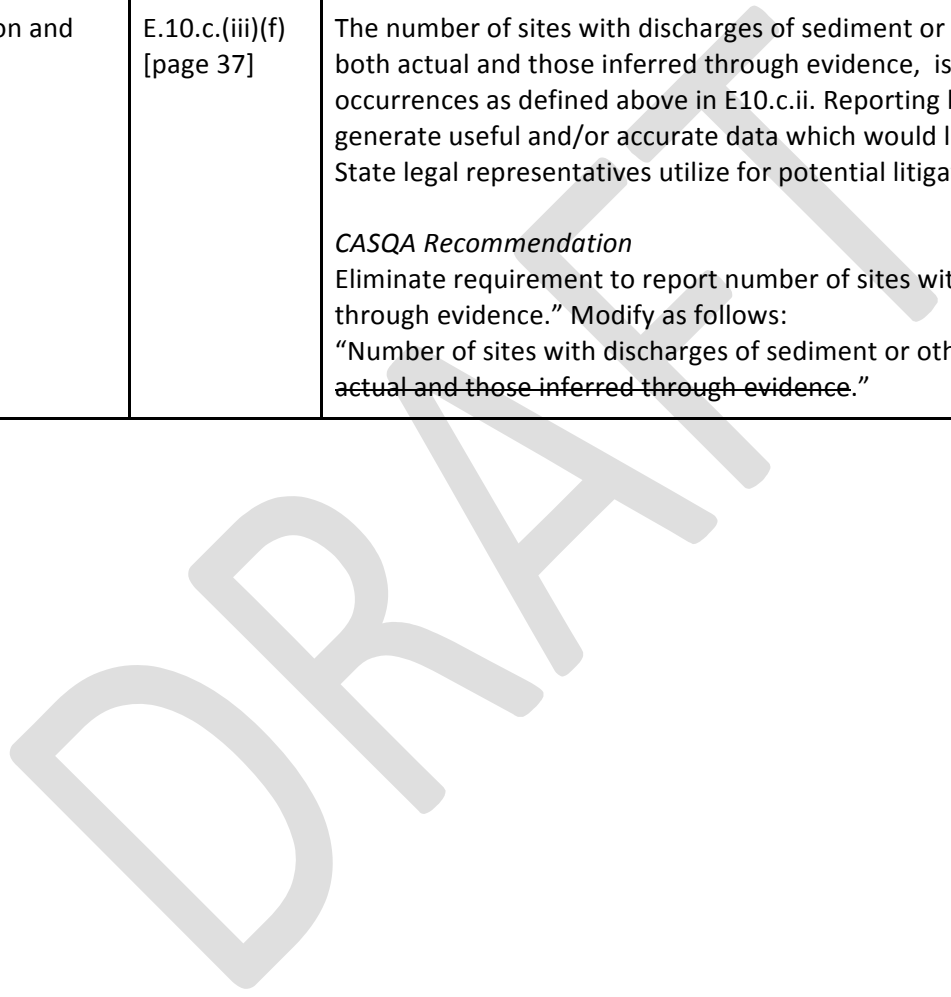 on and
E.10.c.(iii)(f)
[page 37]
The number of sites with discharges of sediment or
both actual and those inferred through evidence, is
occurrences as defined above in E10.c.ii. Reporting
generate useful and/or accurate data which would
State legal representatives utilize for potential
CASQA Recommendation
Eliminate requirement to report number of sites
through evidence.” Modify as follows:
“Number of sites with discharges of sediment or
actual and those inferred through evidence.”
DRAFT